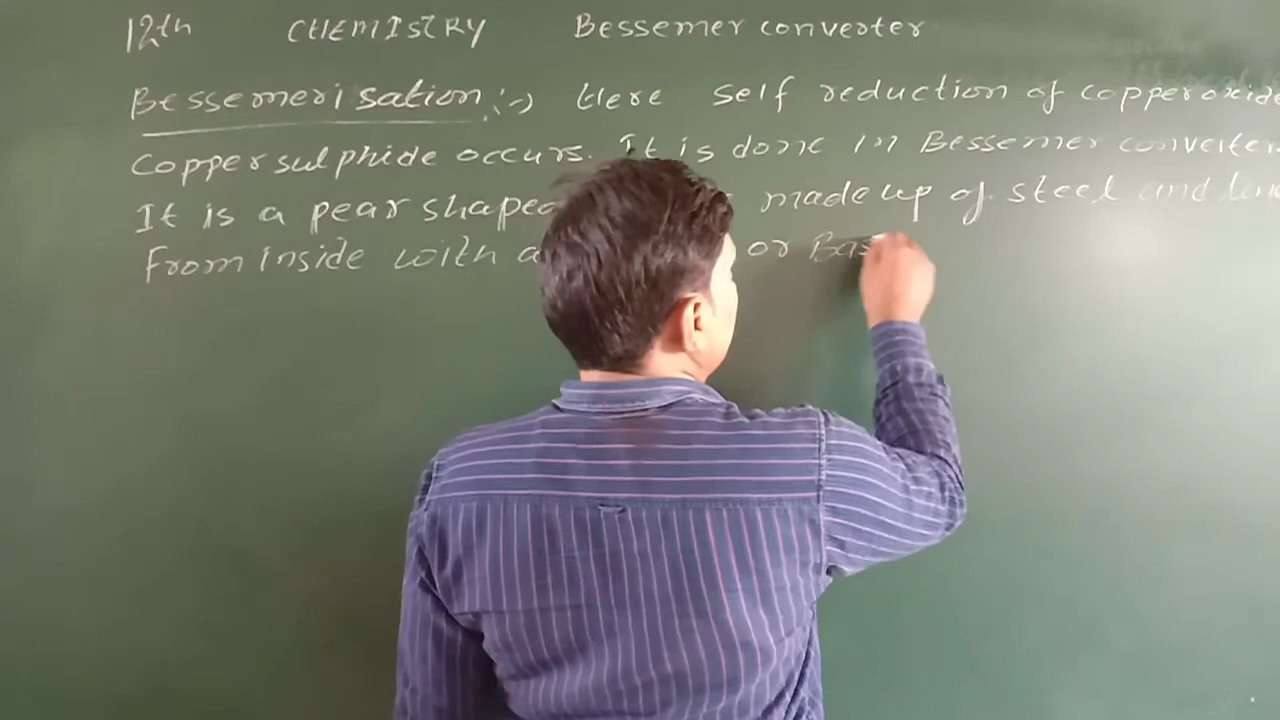 12th CHEMISTRY Bessemer converter
Bessemerisation :-> Here self reduction of copperoxide
Copper sulphide occurs. It is done in Bessemer converter.
It is a pear shaped made up of steel and
From inside with or Bas